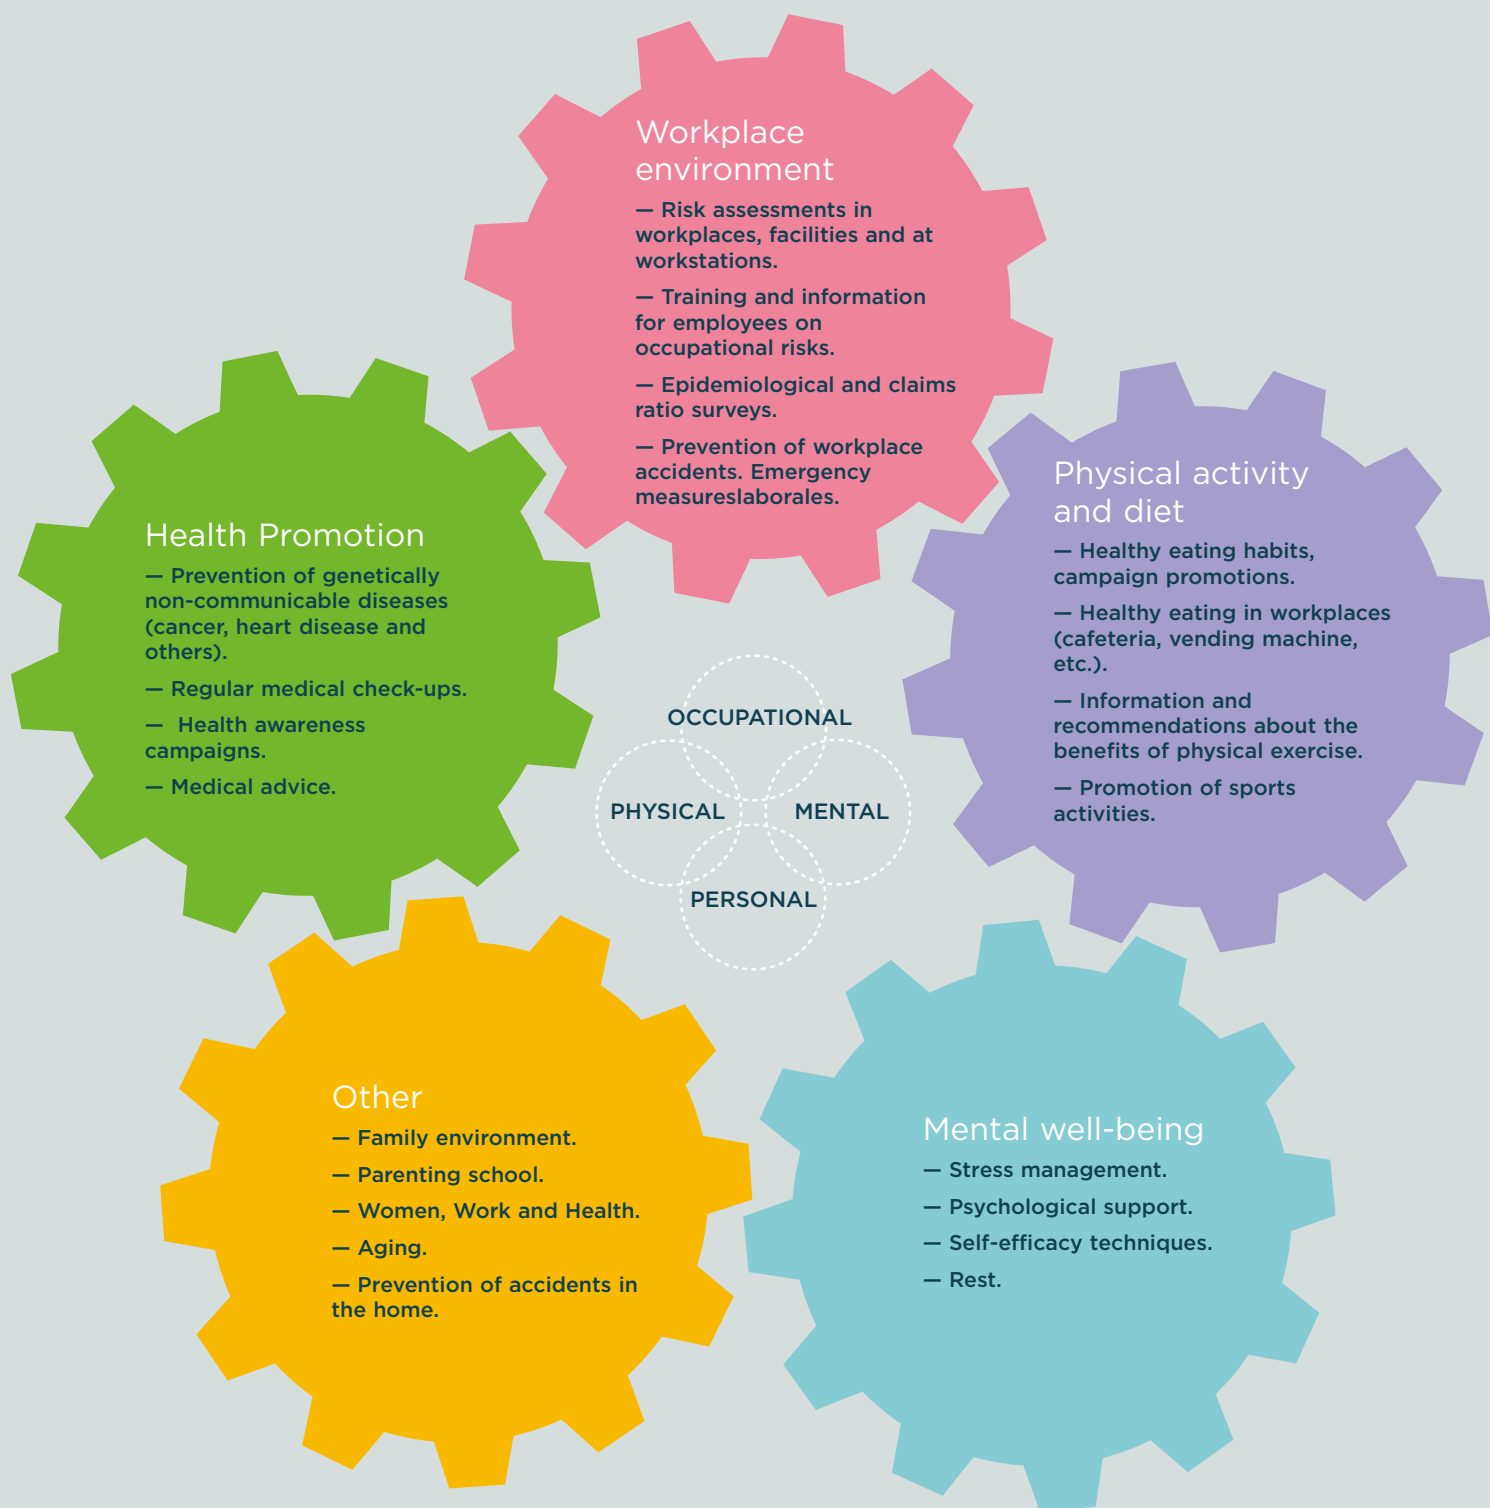 Workplace
environment
— Risk assessments in
workplaces, facilities and at
workstations.
— Training and information
for employees on
occupational risks.
— Epidemiological and claims
ratio surveys.
— Prevention of workplace
accidents. Emergency
measureslaborales.
Health Promotion
— Prevention of genetically
non-communicable diseases
(cancer, heart disease and
others).
— Regular medical check-ups.
— Health awareness
campaigns.
— Medical advice.
Physical activity
and diet
— Healthy eating habits,
campaign promotions.
— Healthy eating in workplaces
(cafeteria, vending machine,
etc.).
— Information and
recommendations about the
benefits of physical exercise.
— Promotion of sports
activities.
OCCUPATIONAL
PHYSICAL
MENTAL
PERSONAL
Other
— Family environment.
— Parenting school.
— Women, Work and Health.
— Aging.
— Prevention of accidents in
the home.
Mental well-being
— Stress management.
— Psychological support.
— Self-efficacy techniques.
— Rest.